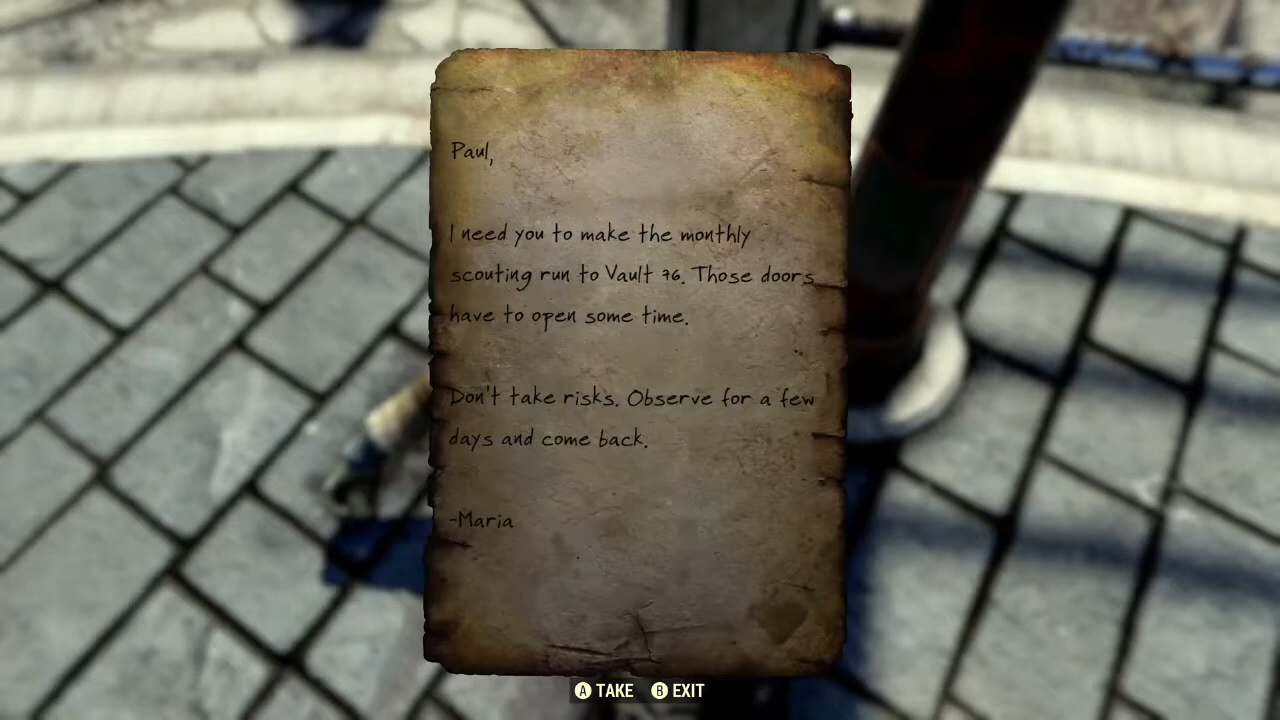 Paul,
I need you to make the monthly
scouting run to Vault 76. Those doors
have to open some time.
Don't take risks. Observe for a few
days and come back.
-Maria
A TAKE B EXIT